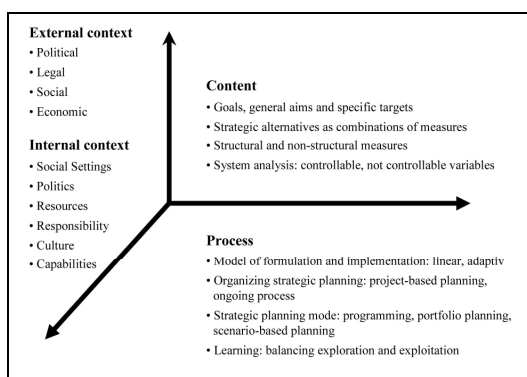 External context
• Political
• Legal
• Social
• Economic
Internal context
• Social Settings
• Politics
• Resources
• Responsibility
• Culture
• Capabilities
Content
• Goals, general aims and specific targets
• Strategic alternatives as combinations of measures
• Structural and non-structural measures
• System analysis: controllable, not controllable variables
Process
• Model of formulation and implementation: linear, adaptiv
• Organizing strategic planning: project-based planning,
ongoing process
• Strategic planning mode: programming, portfolio planning,
scenario-based planning
• Learning: balancing exploration and exploitation